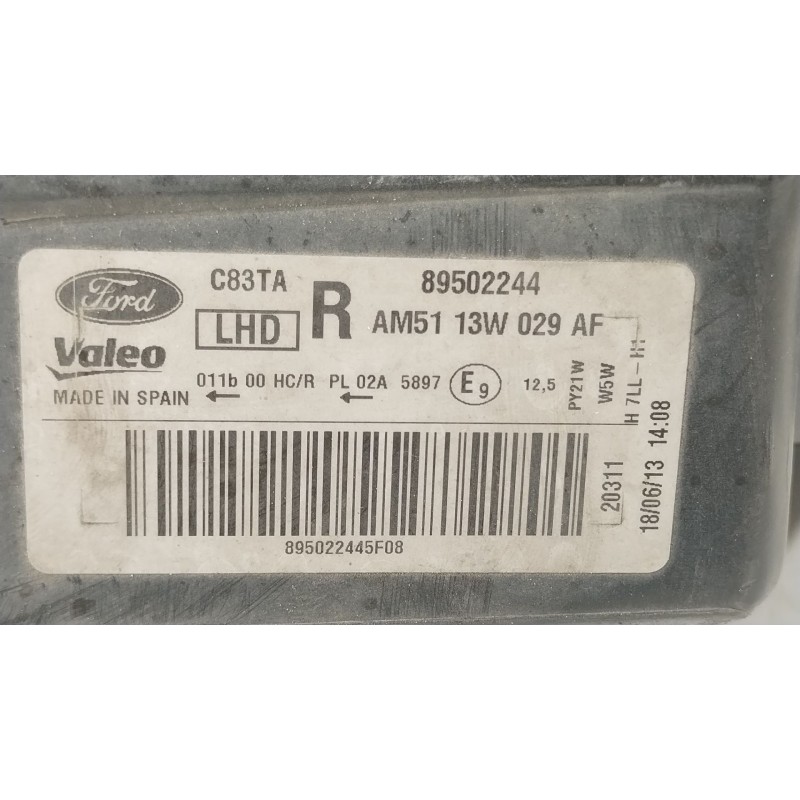 Ford
C83TA
89502244
LHD
R
AM51 13W 029 AF
Valeo
MADE IN SPAIN
011b 00 HC/R PL 02A 5897 E9 12,5
PY21W
W5W
H 7LL-H1
895022445F08
20311
18/06/13 14:08